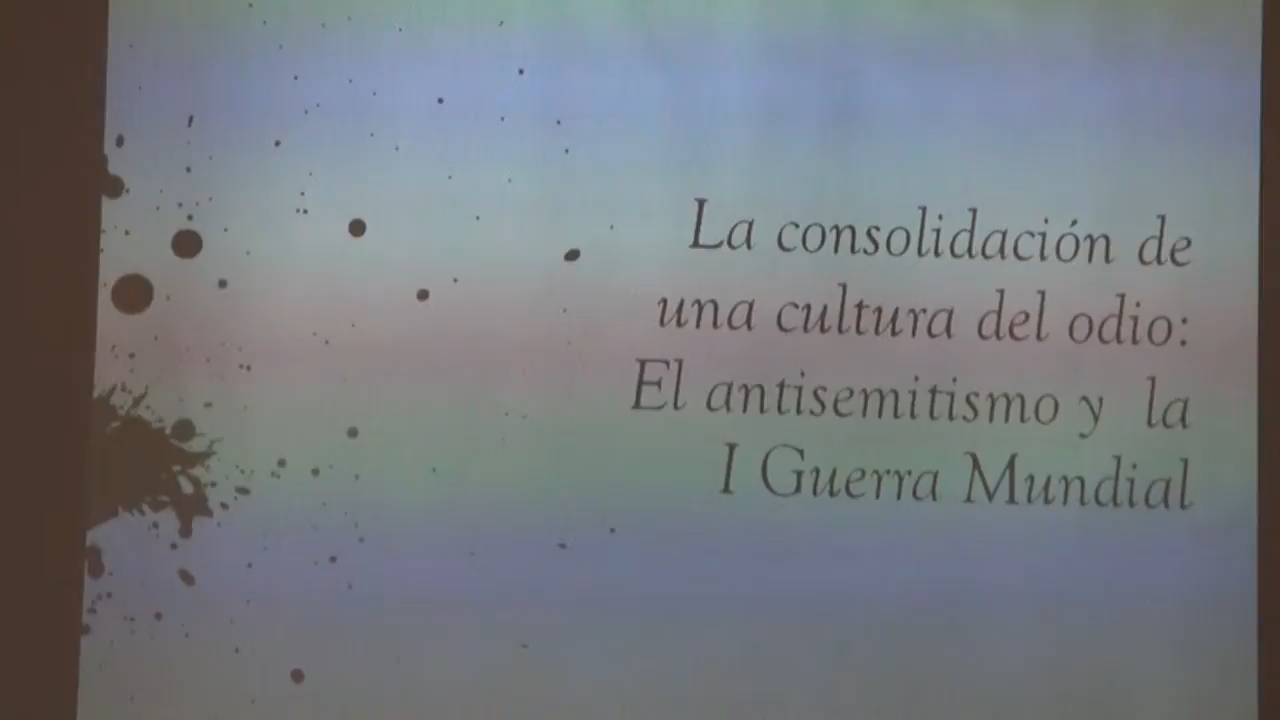 La consolidación de
una cultura del odio:
El antisemitismo y la
I Guerra Mundial